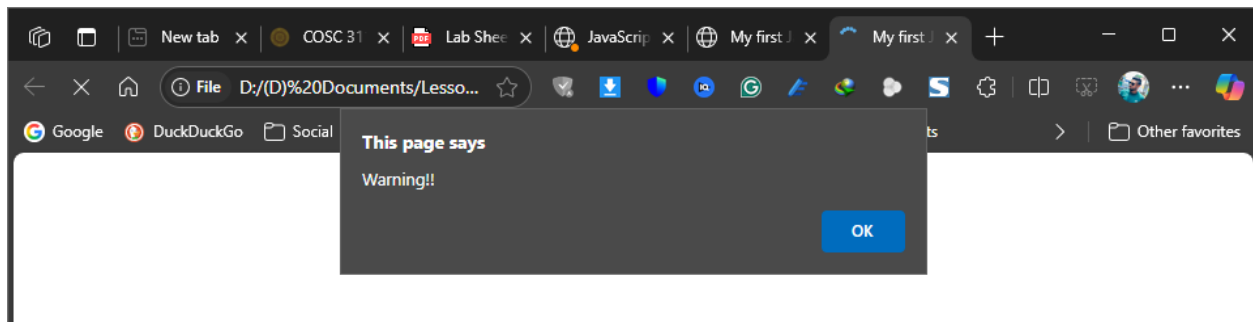 New tab
COSC 31
Lab Shee
JavaScrip
My first J
My first J
File D:/(D)%20Documents/Lesso...
Google
DuckDuckGo
Social
ts
Other favorites
This page says
Warning!!
OK